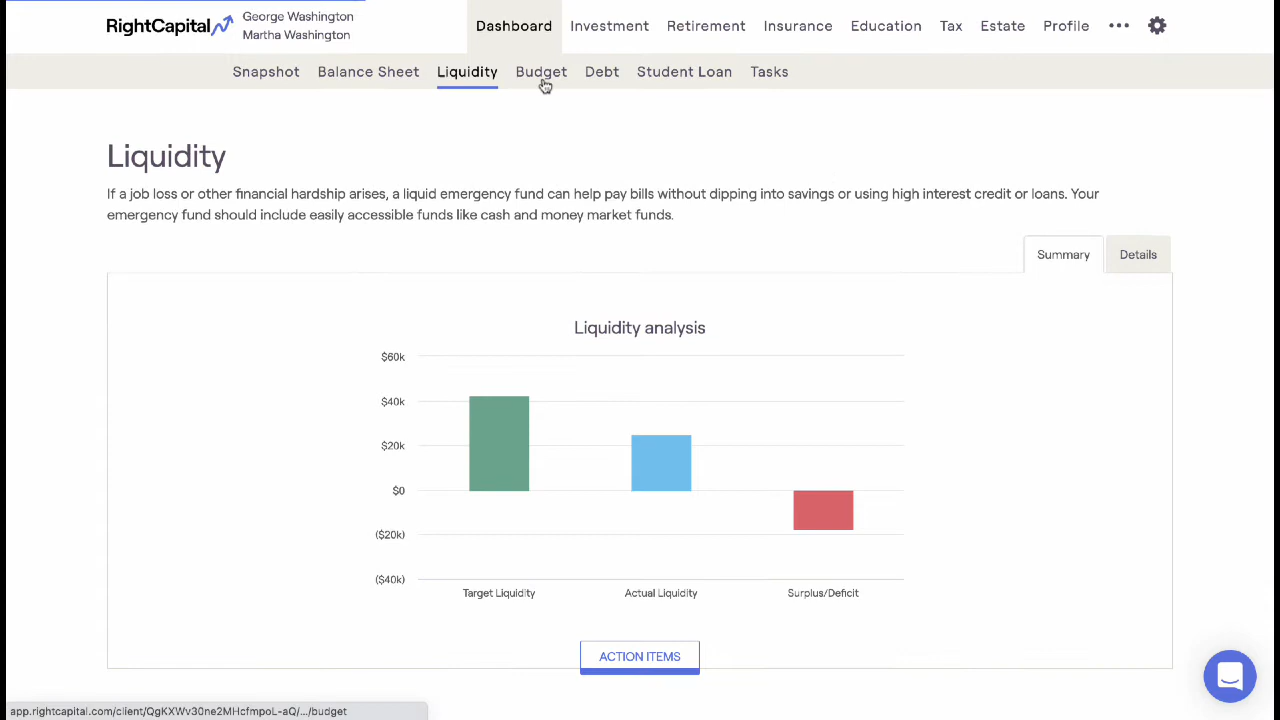 RightCapital
George Washington
Martha Washington
Dashboard Investment Retirement Insurance Education Tax Estate Profile
Snapshot Balance Sheet Liquidity Budget Debt Student Loan Tasks
Liquidity
If a job loss or other financial hardship arises, a liquid emergency fund can help pay bills without dipping into savings or using high interest credit or loans. Your
emergency fund should include easily accessible funds like cash and money market funds.
Summary Details
Liquidity analysis
$60k
$40k
$20k
$0
($20k)
($40k)
Target Liquidity Actual Liquidity Surplus/Deficit
ACTION ITEMS
app.rightcapital.com/client/QgKXWv30ne2MHcfmpoL-aQ/.../budget